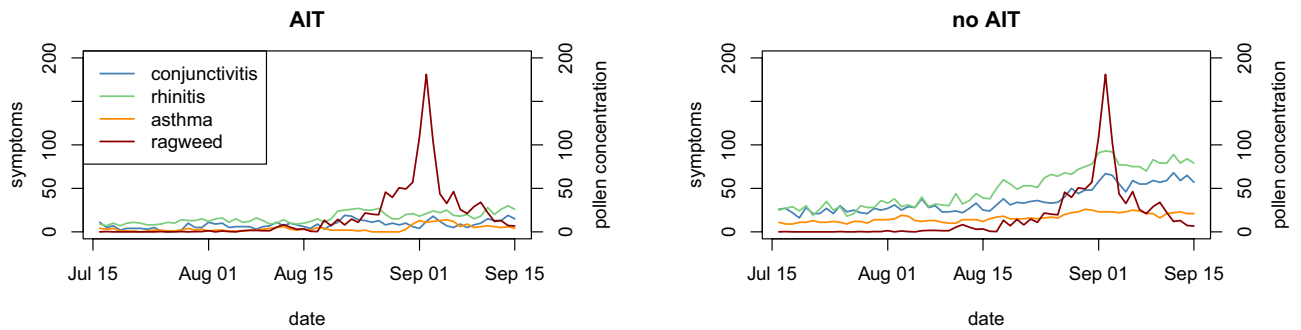 AIT
symptoms
0
50
100
200
conjunctivitis
rhinitis
asthma
ragweed
0
50
100
200
pollen concentration
Jul 15
Aug 01
Aug 15
Sep 01
Sep 15
date
no AIT
symptoms
0
50
100
200
0
50
100
200
pollen concentration
Jul 15
Aug 01
Aug 15
Sep 01
Sep 15
date